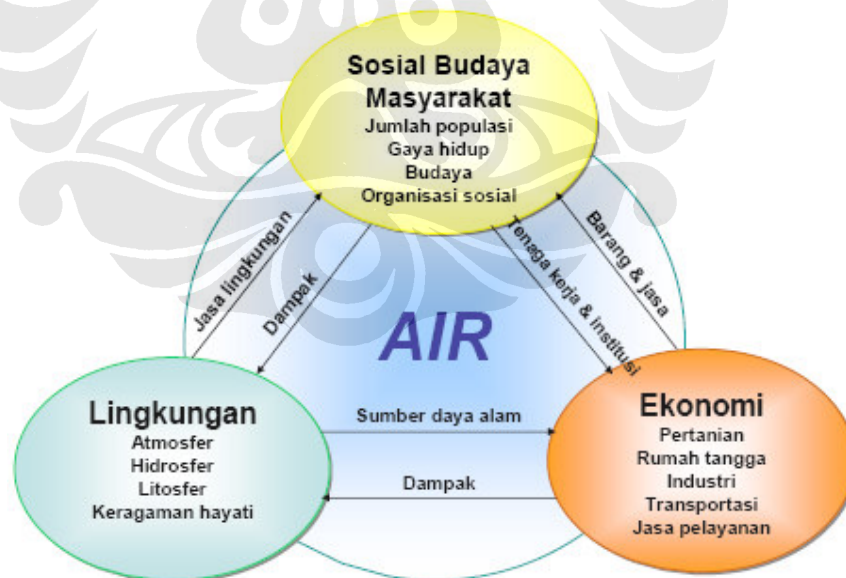 Sosial Budaya
Masyarakat
Jumlah populasi
Gaya hidup
Budaya
Organisasi sosial
Jasa lingkungan
Dampak
Tenaga kerja & institusi
Barang & jasa
AIR
Lingkungan
Atmosfer
Hidrosfer
Litosfer
Keragaman hayati
Sumber daya alam
Dampak
Ekonomi
Pertanian
Rumah tangga
Industri
Transportasi
Jasa pelayanan